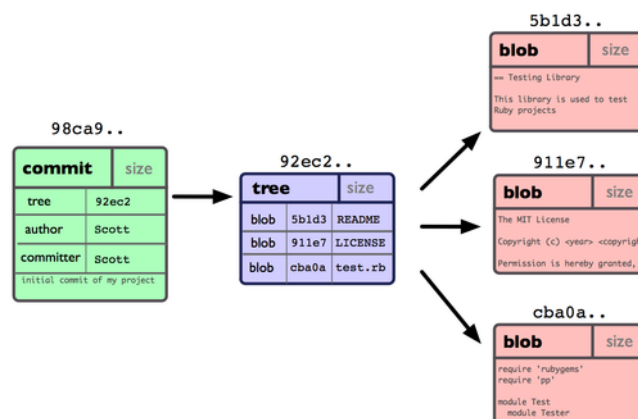 98ca9..
commit size
tree 92ec2
author Scott
committer Scott
initial commit of my project
92ec2..
tree size
blob 5b1d3 README
blob 911e7 LICENSE
blob cba0a test.rb
5b1d3..
blob size
== Testing Library
This library is used to test
Ruby projects
911e7..
blob size
The MIT License
Copyright (c) <year> <copyrigh
Permission is hereby granted,
cba0a..
blob size
require 'rubygems'
require 'pp'
module Test
module Tester